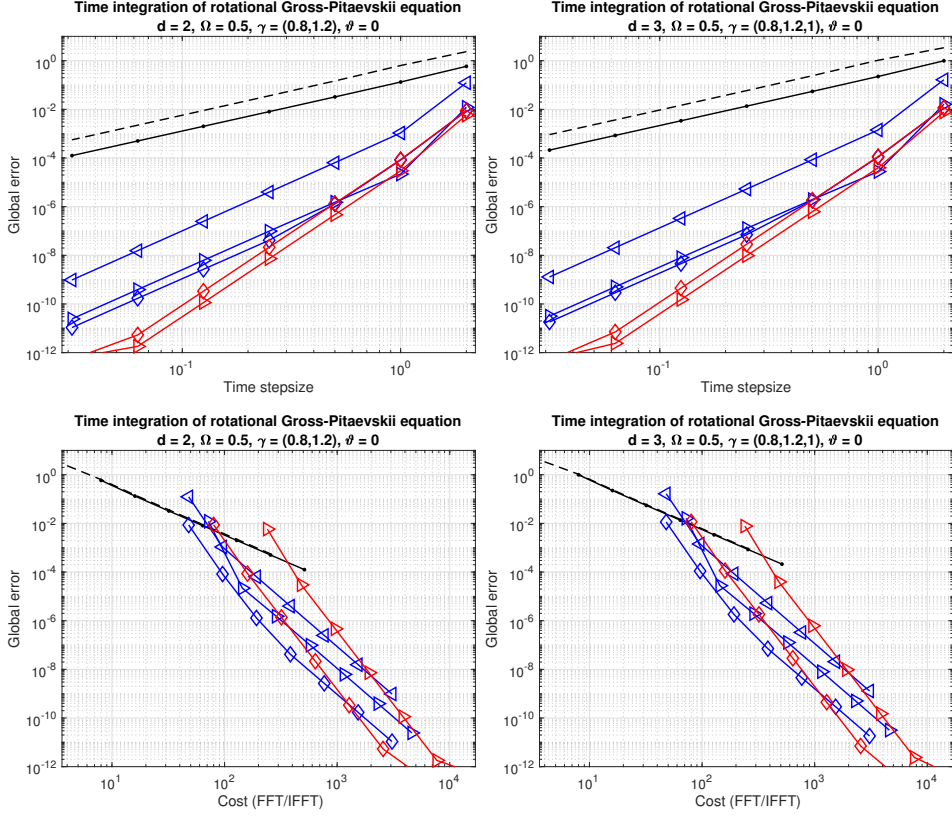 Time integration of rotational Gross-Pitaevskii equation
d = 2, Ω = 0.5, γ = (0.8,1.2), ϑ = 0
Global error
10^0
10^-2
10^-4
10^-6
10^-8
10^-10
10^-12
10^-1
10^0
Time stepsize
Time integration of rotational Gross-Pitaevskii equation
d = 3, Ω = 0.5, γ = (0.8,1.2,1), ϑ = 0
Global error
10^0
10^-2
10^-4
10^-6
10^-8
10^-10
10^-12
10^-1
10^0
Time stepsize
Time integration of rotational Gross-Pitaevskii equation
d = 2, Ω = 0.5, γ = (0.8,1.2), ϑ = 0
Global error
10^0
10^-2
10^-4
10^-6
10^-8
10^-10
10^-12
10^1
10^2
10^3
10^4
Cost (FFT/IFFT)
Time integration of rotational Gross-Pitaevskii equation
d = 3, Ω = 0.5, γ = (0.8,1.2,1), ϑ = 0
Global error
10^0
10^-2
10^-4
10^-6
10^-8
10^-10
10^-12
10^1
10^2
10^3
10^4
Cost (FFT/IFFT)